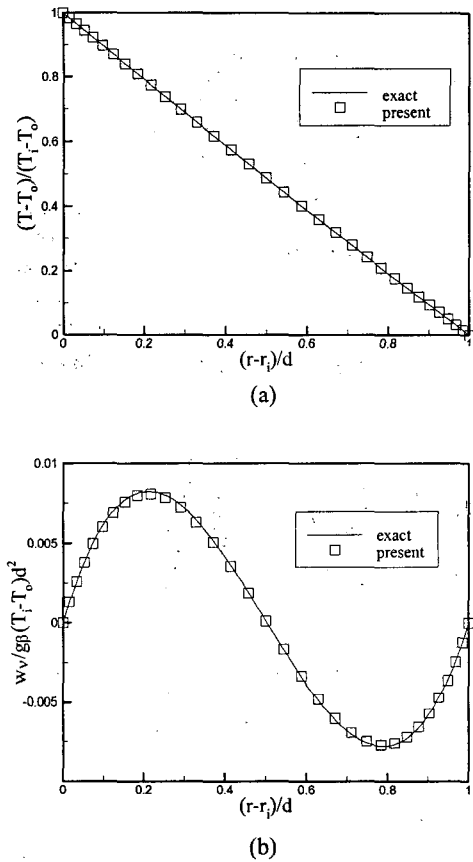 1
0.8
0.6
0.4
0.2
0
(T-T_o)/(T_i-T_o)
exact
present
0 0.2 0.4 0.6 0.8 1
(r-r_i)/d
(a)
0.01
0.005
0
-0.005
wν/gβ(T_i-T_o)d²
exact
present
0 0.2 0.4 0.6 0.8 1
(r-r_i)/d
(b)